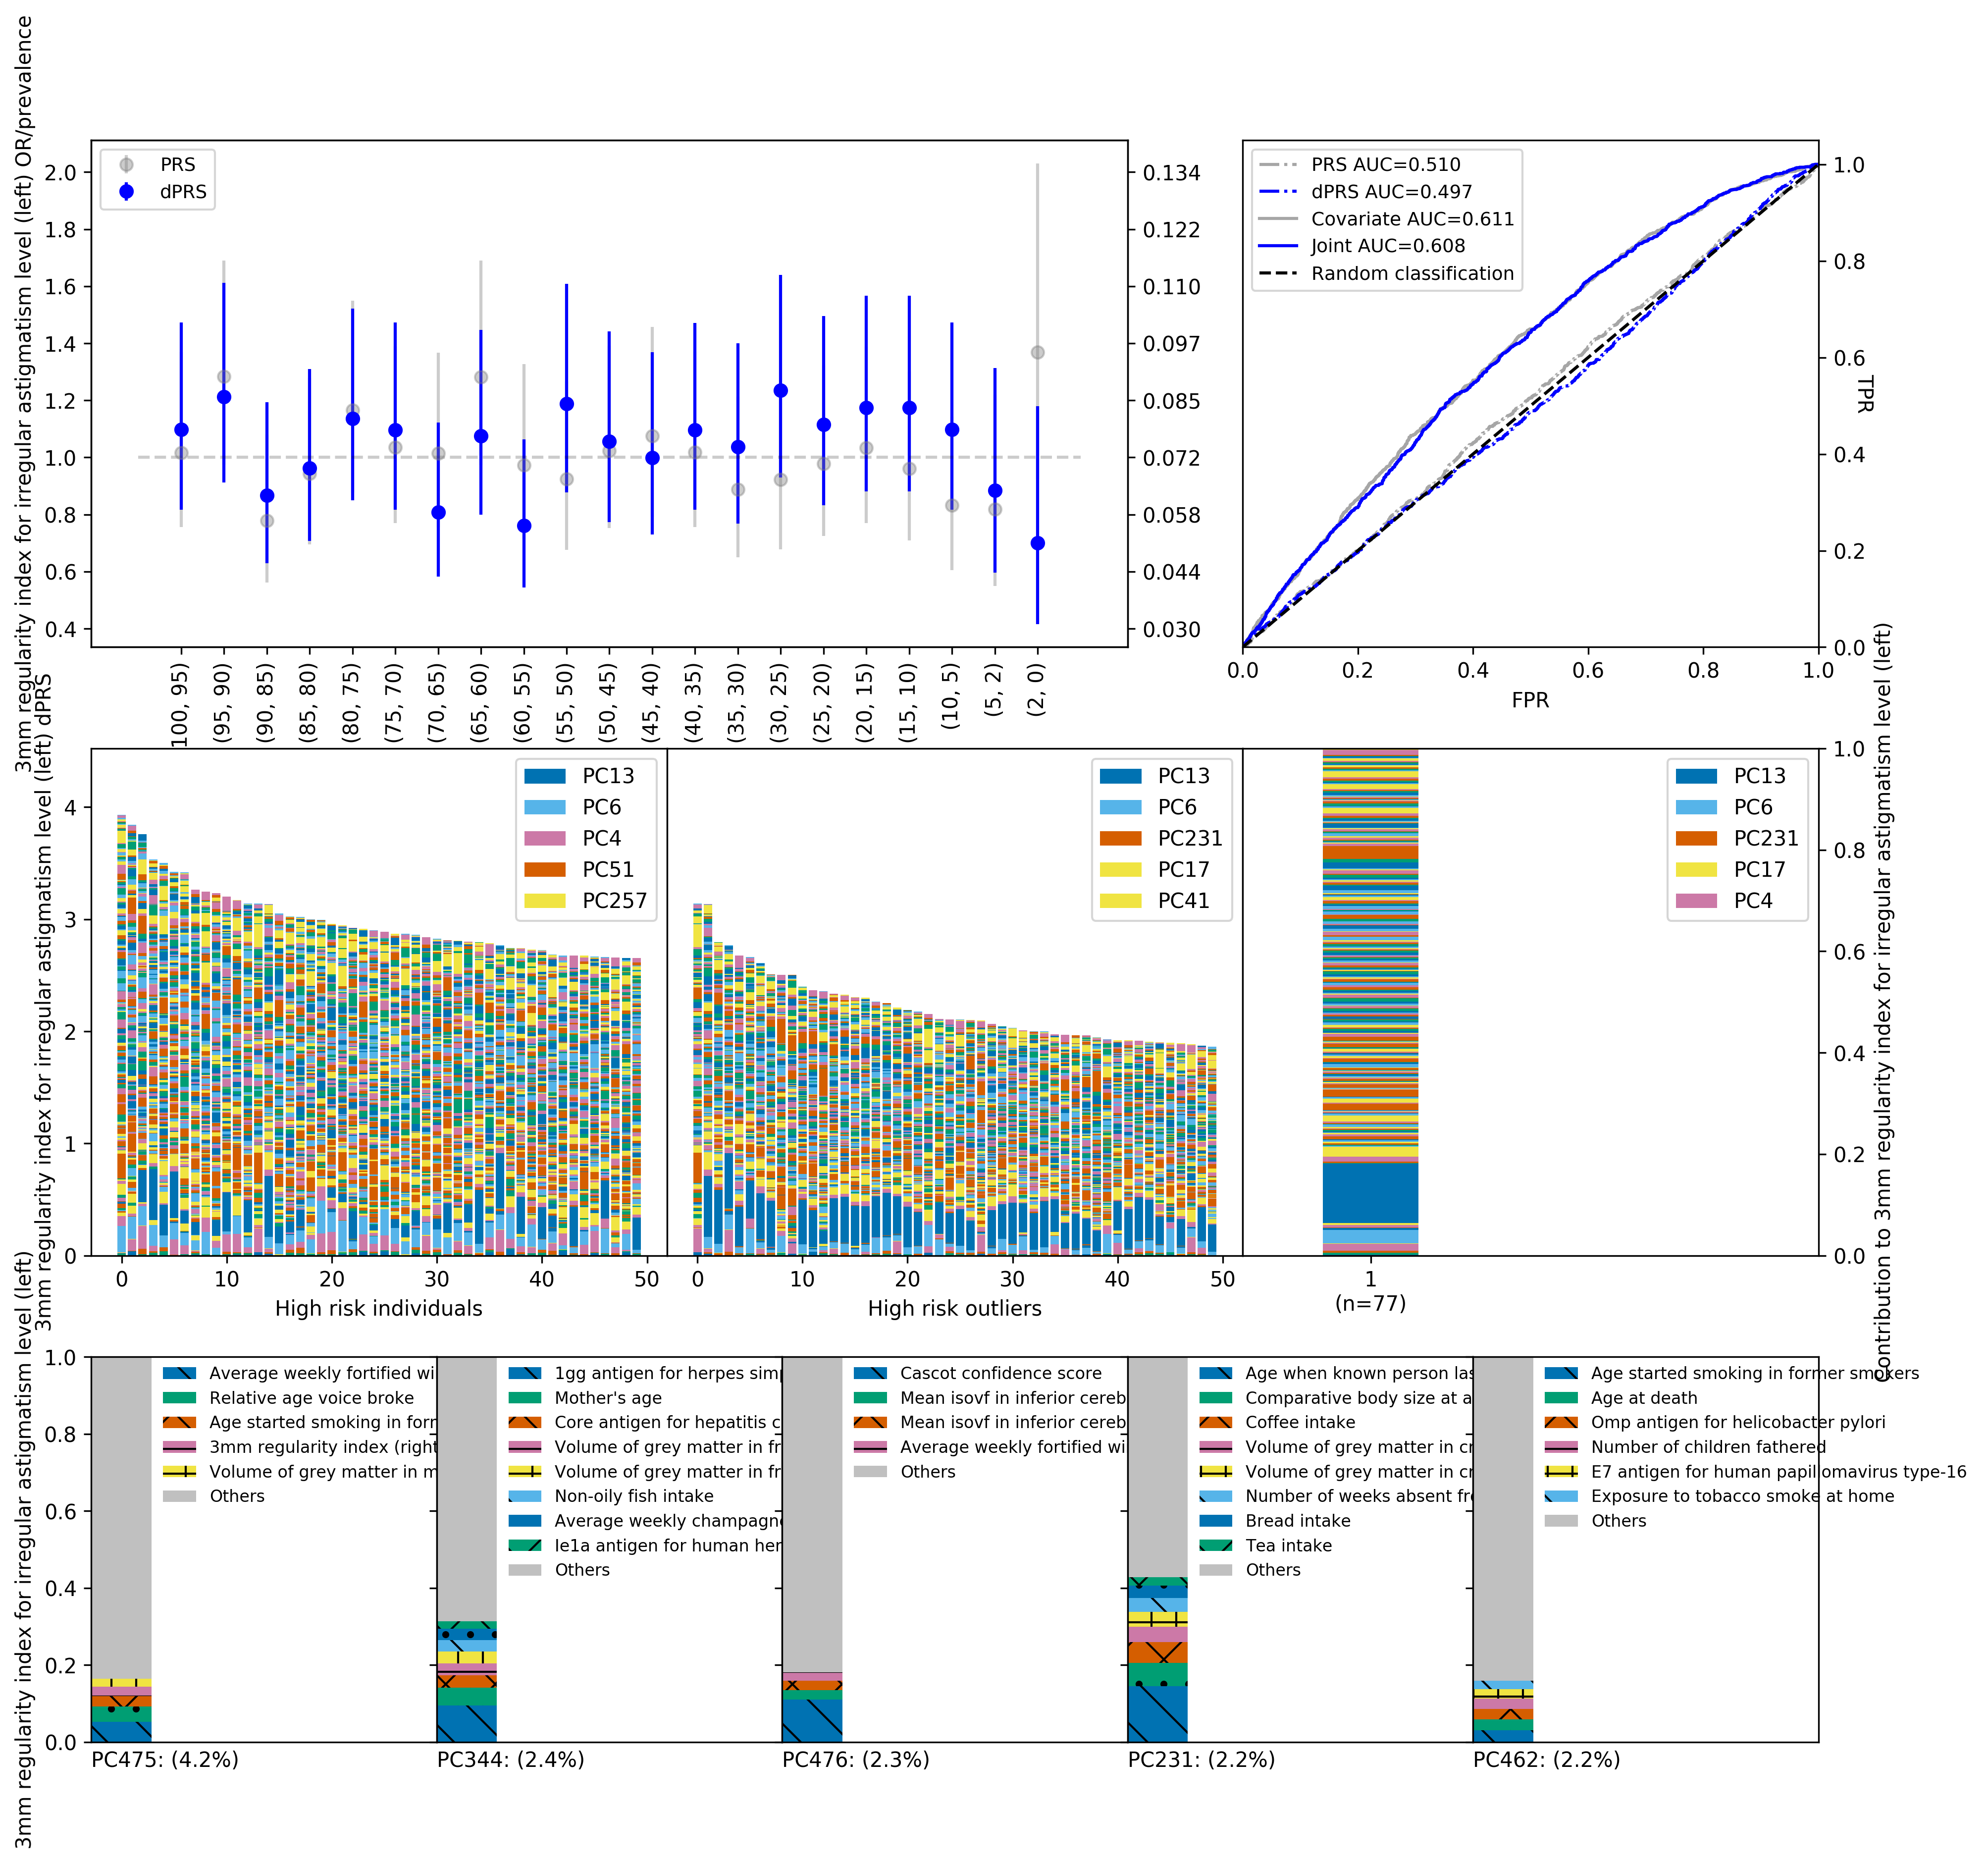 3mm regularity index for irregular astigmatism level (left) OR/prevalence
2.0
1.8
1.6
1.4
1.2
1.0
0.8
0.6
0.4
PRS
dPRS
0.134
0.122
0.110
0.097
0.085
0.072
0.058
0.044
0.030
100, 95)
(95, 90)
(90, 85)
(85, 80)
(80, 75)
(75, 70)
(70, 65)
(65, 60)
(60, 55)
(55, 50)
(50, 45)
(45, 40)
(40, 35)
(35, 30)
(30, 25)
(25, 20)
(20, 15)
(15, 10)
(10, 5)
(5, 2)
(2, 0)
PRS AUC=0.510
dPRS AUC=0.497
Covariate AUC=0.611
Joint AUC=0.608
Random classification
1.0
0.8
0.6
0.4
0.2
0.0
TPR
0.0
0.2
0.4
0.6
0.8
1.0
FPR
3mm regularity index for irregular astigmatism level (left) dPRS
4
3
2
1
0
PC13
PC6
PC4
PC51
PC257
0
10
20
30
40
50
High risk individuals
PC13
PC6
PC231
PC17
PC41
0
10
20
30
40
50
High risk outliers
PC13
PC6
PC231
PC17
PC4
1
(n=77)
1.0
0.8
0.6
0.4
0.2
0.0
Contribution to 3mm regularity index for irregular astigmatism level (left)
3mm regularity index for irregular astigmatism level (left)
1.0
0.8
0.6
0.4
0.2
0.0
Average weekly fortified wi
Relative age voice broke
Age started smoking in forr
3mm regularity index (right
Volume of grey matter in m
Others
PC475: (4.2%)
1gg antigen for herpes simp
Mother's age
Core antigen for hepatitis c
Volume of grey matter in fr
Volume of grey matter in fr
Non-oily fish intake
Average weekly champagne
Ie1a antigen for human her
Others
PC344: (2.4%)
Cascot confidence score
Mean isovf in inferior cereb
Mean isovf in inferior cereb
Average weekly fortified wi
Others
PC476: (2.3%)
Age when known person las
Comparative body size at a
Coffee intake
Volume of grey matter in cr
Volume of grey matter in cr
Number of weeks absent fro
Bread intake
Tea intake
Others
PC231: (2.2%)
Age started smoking in former smokers
Age at death
Omp antigen for helicobacter pylori
Number of children fathered
E7 antigen for human papillomavirus type-16
Exposure to tobacco smoke at home
Others
PC462: (2.2%)